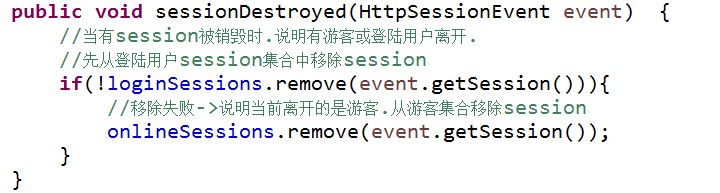 public void sessionDestroyed(HttpSessionEvent event)  {
//当有session被销毁时.说明有游客或登陆用户离开.
//先从登陆用户session集合中移除session
if(!loginSessions.remove(event.getSession())){
//移除失败->说明当前离开的是游客.从游客集合移除session
onlineSessions.remove(event.getSession());
}
}